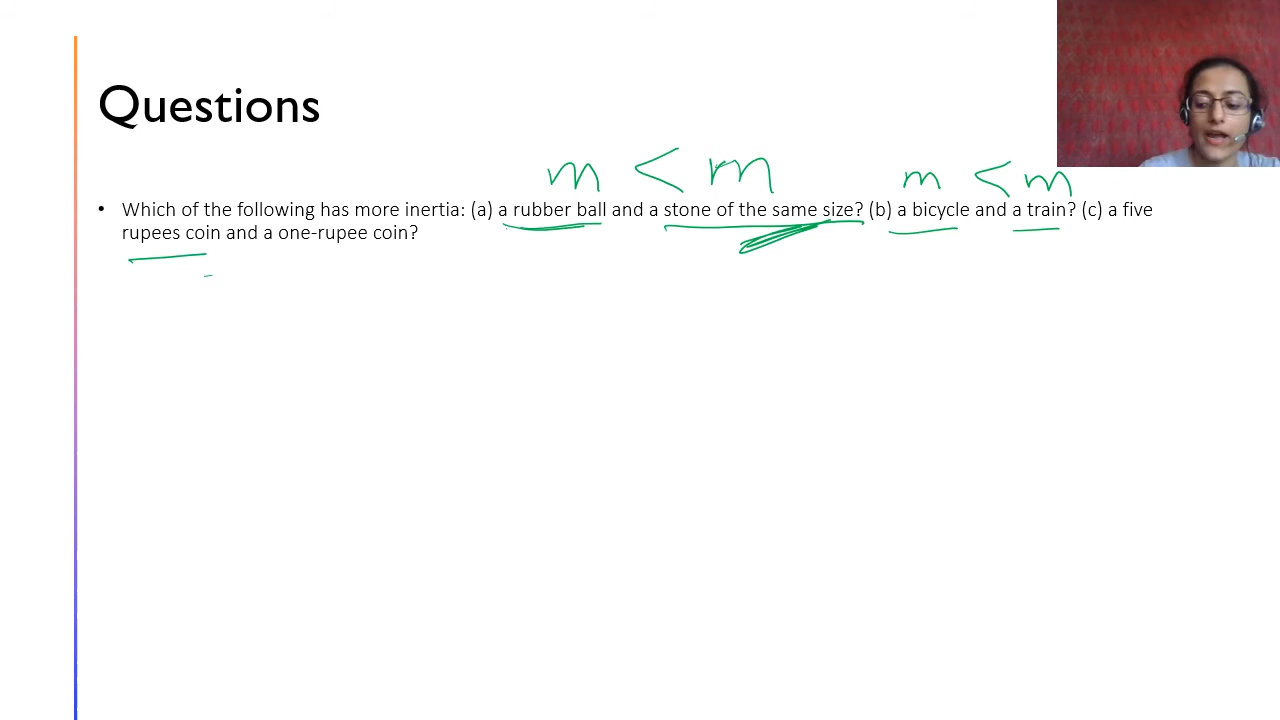 Questions
m < m m < m
• Which of the following has more inertia: (a) a rubber ball and a stone of the same size? (b) a bicycle and a train? (c) a five
rupees coin and a one-rupee coin?